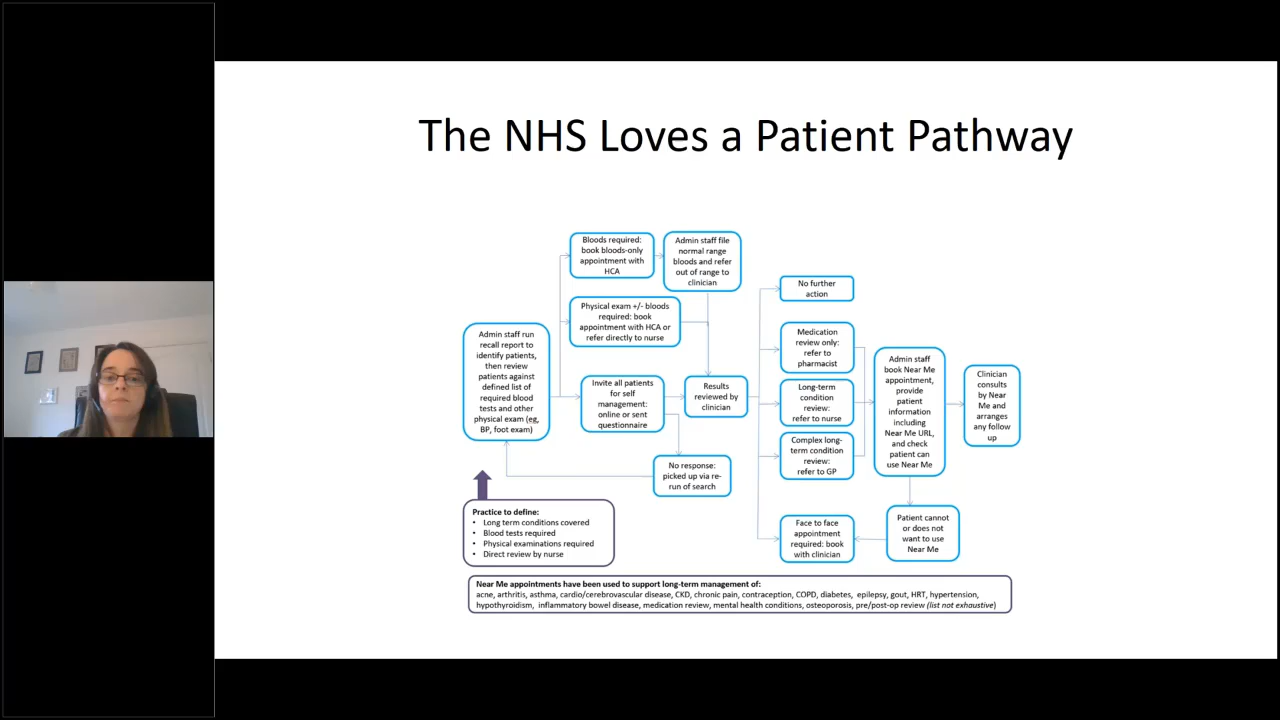 The NHS Loves a Patient Pathway
Admin staff run
recall report to
identify patients,
then review
patients against
defined list of
required blood
tests and other
physical exam (eg,
BP, foot exam)
Bloods required:
book bloods-only
appointment with
HCA
Admin staff file
normal range
bloods and refer
out of range to
clinician
Physical exam +/- bloods
required: book
appointment with HCA or
refer directly to nurse
Invite all patients
for self
management:
online or sent
questionnaire
Results
reviewed by
clinician
No response:
picked up via re-
run of search
No further
action
Medication
review only:
refer to
pharmacist
Long-term
condition
review:
refer to nurse
Complex long-
term condition
review:
refer to GP
Face to face
appointment
required: book
with clinician
Admin staff
book Near Me
appointment,
provide
patient
information
including
Near Me URL,
and check
patient can
use Near Me
Clinician
consults
by Near
Me and
arranges
any follow
up
Patient cannot
or does not
want to use
Near Me
Practice to define:
• Long term conditions covered
• Blood tests required
• Physical examinations required
• Direct review by nurse
Near Me appointments have been used to support long-term management of:
acne, arthritis, asthma, cardio/cerebrovascular disease, CKD, chronic pain, contraception, COPD, diabetes, epilepsy, gout, HRT, hypertension,
hypothyroidism, inflammatory bowel disease, medication review, mental health conditions, osteoporosis, pre/post-op review (list not exhaustive)